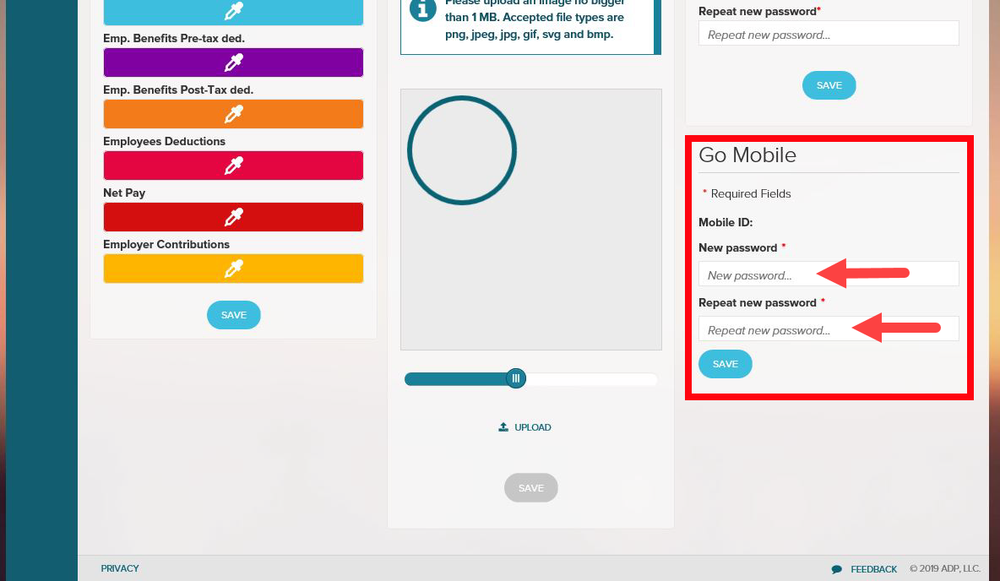 Emp. Benefits Pre-tax ded.
Emp. Benefits Post-Tax ded.
Employees Deductions
Net Pay
Employer Contributions
SAVE
Please upload an image no bigger
than 1 MB. Accepted file types are
png, jpeg, jpg, gif, svg and bmp.
UPLOAD
SAVE
Repeat new password*
Repeat new password...
SAVE
Go Mobile
* Required Fields
Mobile ID:
New password *
New password...
Repeat new password *
Repeat new password...
SAVE
PRIVACY
FEEDBACK
© 2019 ADP, LLC.